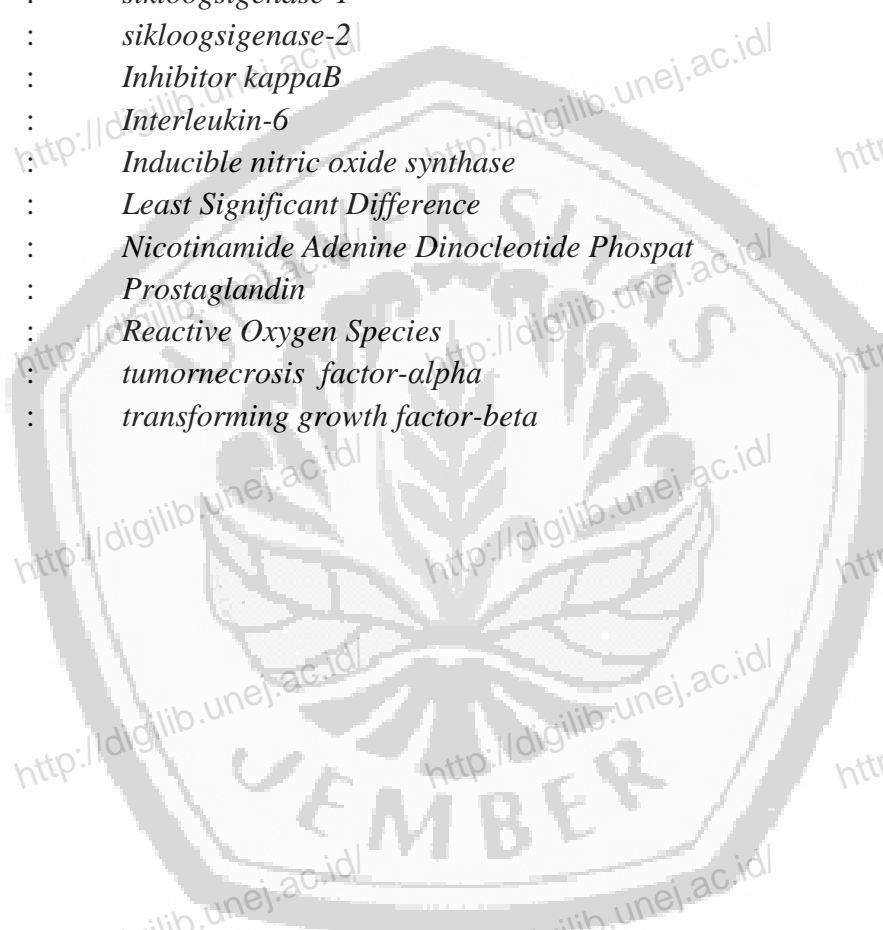 : sikloogsigenase-1
: sikloogsigenase-2
: Inhibitor kappaB
: Interleukin-6
: Inducible nitric oxide synthase
: Least Significant Difference
: Nicotinamide Adenine Dinocleotide Phospat
: Prostaglandin
: Reactive Oxygen Species
: tumornecrosis factor-αlpha
: transforming growth factor-beta
UNIVERSITAS
JEMBER
http://digilib.unej.ac.id/
http://digilib.unej.ac.id/
http://digilib.unej.ac.id/
http://digilib.unej.ac.id/
http://digilib.unej.ac.id/
http://digilib.unej.ac.id/
http://digilib.unej.ac.id/
http://digilib.unej.ac.id/